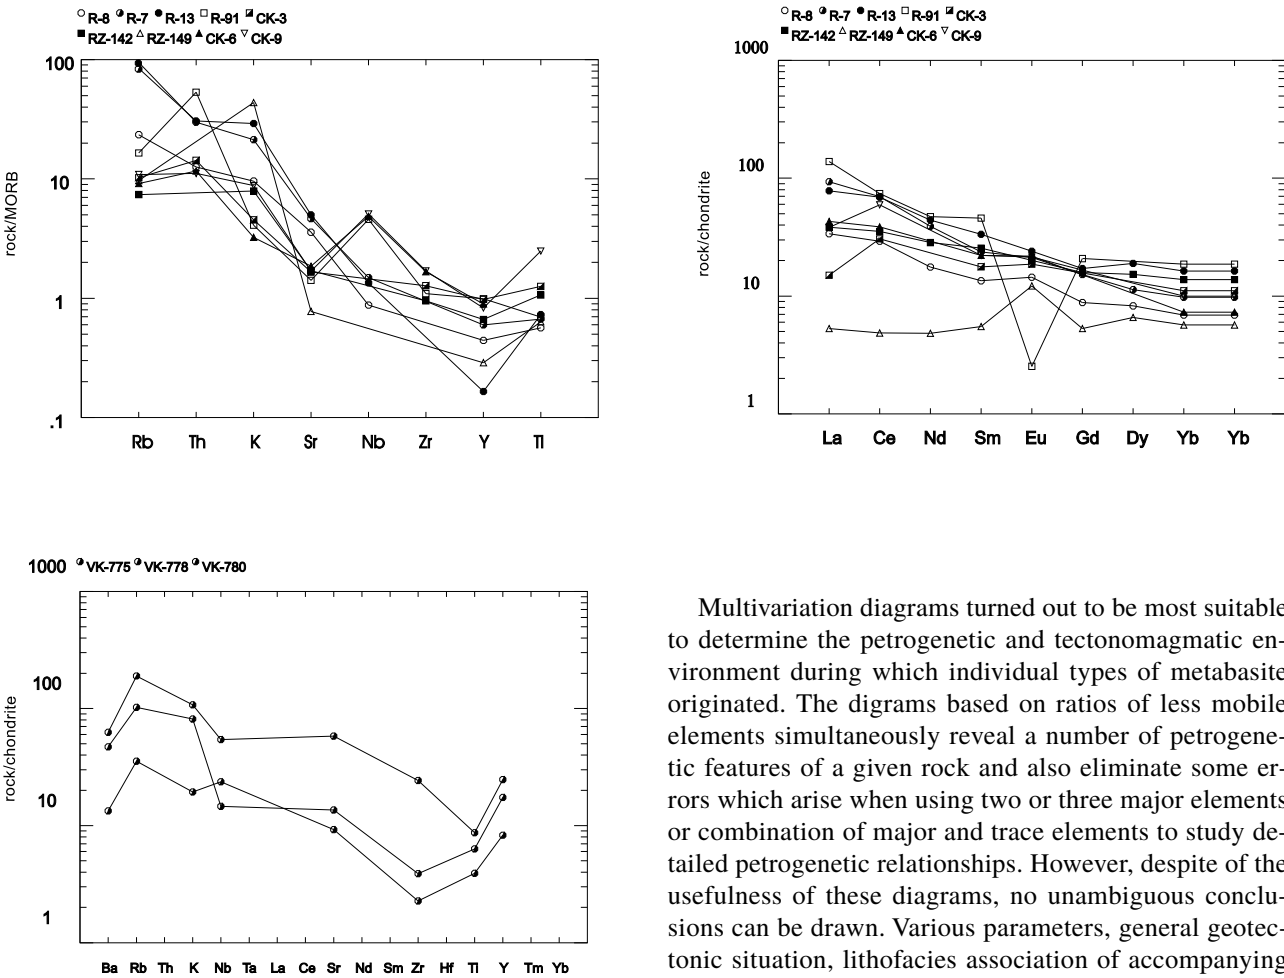 R-8 R-7 R-13 R-91 CK-3
RZ-142 RZ-149 CK-6 CK-9
100
10
1
.1
rock/MORB
Rb Th K Sr Nb Zr Y Ti
R-8 R-7 R-13 R-91 CK-3
RZ-142 RZ-149 CK-6 CK-9
1000
100
10
1
rock/chondrite
La Ce Nd Sm Eu Gd Dy Yb Yb
1000 VK-775 VK-778 VK-780
100
10
1
rock/chondrite
Ba Rb Th K Nb Ta La Ce Sr Nd Sm Zr Hf Ti Y Tm Yb
Multivariation diagrams turned out to be most suitable
to determine the petrogenetic and tectonomagmatic en-
vironment during which individual types of metabasite
originated. The digrams based on ratios of less mobile
elements simultaneously reveal a number of petrogene-
tic features of a given rock and also eliminate some er-
rors which arise when using two or three major elements
or combination of major and trace elements to study de-
tailed petrogenetic relationships. However, despite of the
usefulness of these diagrams, no unambiguous conclu-
sions can be drawn. Various parameters, general geotec-
tonic situation, lithofacies association of accompanying